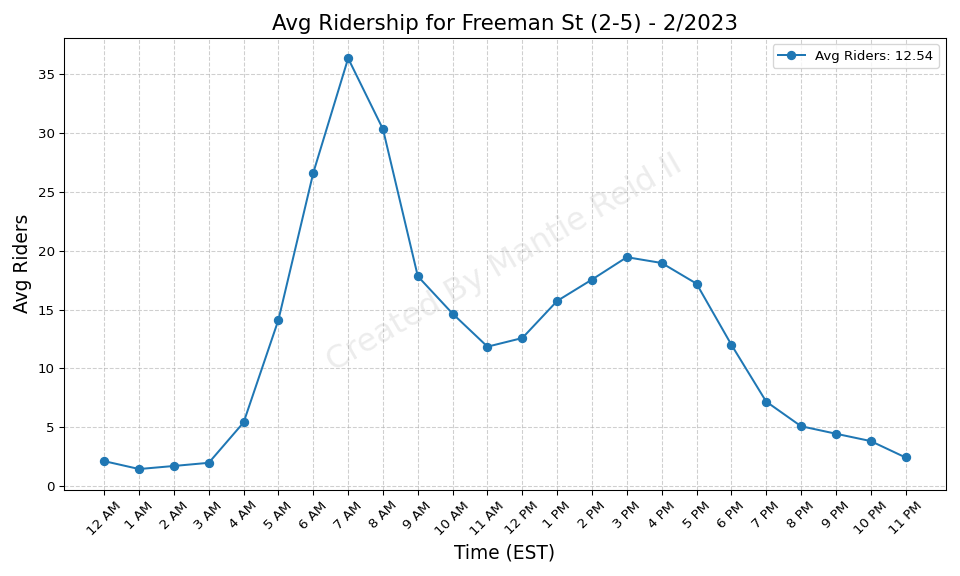 Avg Ridership for Freeman St (2-5) - 2/2023
Avg Riders: 12.54
Avg Riders
35
30
25
20
15
10
5
0
Created By Mantle Reid II
12 AM
1 AM
2 AM
3 AM
4 AM
5 AM
6 AM
7 AM
8 AM
9 AM
10 AM
11 AM
12 PM
1 PM
2 PM
3 PM
4 PM
5 PM
6 PM
7 PM
8 PM
9 PM
10 PM
11 PM
Time (EST)